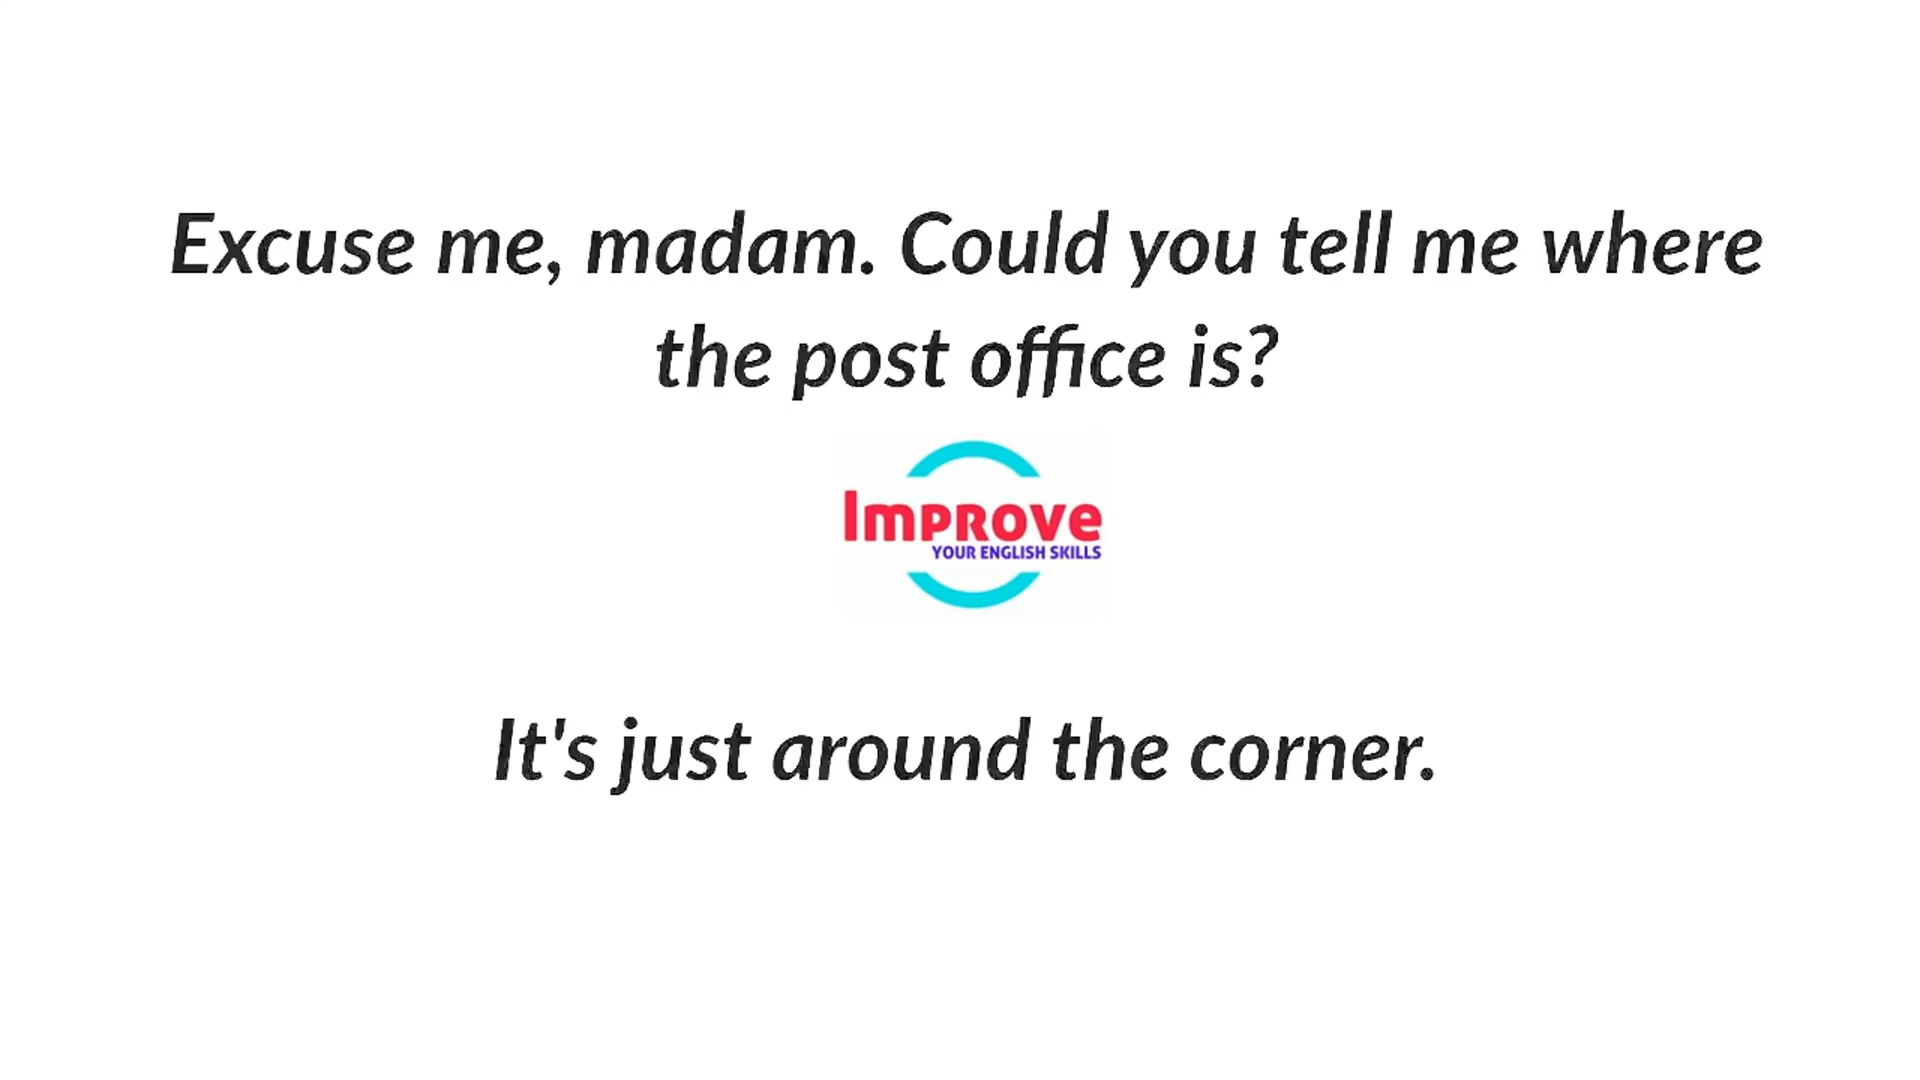 Excuse me, madam. Could you tell me where
the post office is?
Improve
YOUR ENGLISH SKILLS
It's just around the corner.